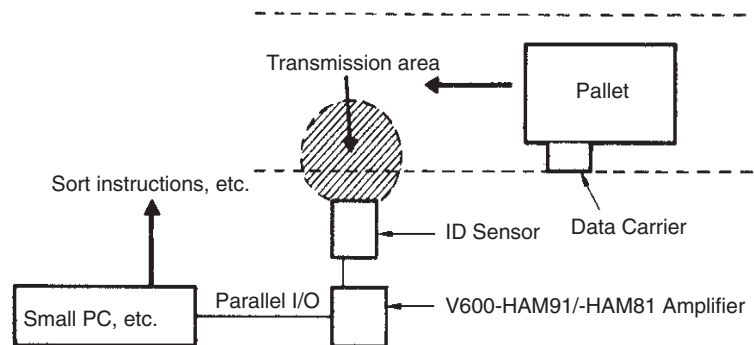 Transmission area
Pallet
Sort instructions, etc.
ID Sensor
Data Carrier
Parallel I/O
V600-HAM91/-HAM81 Amplifier
Small PC, etc.